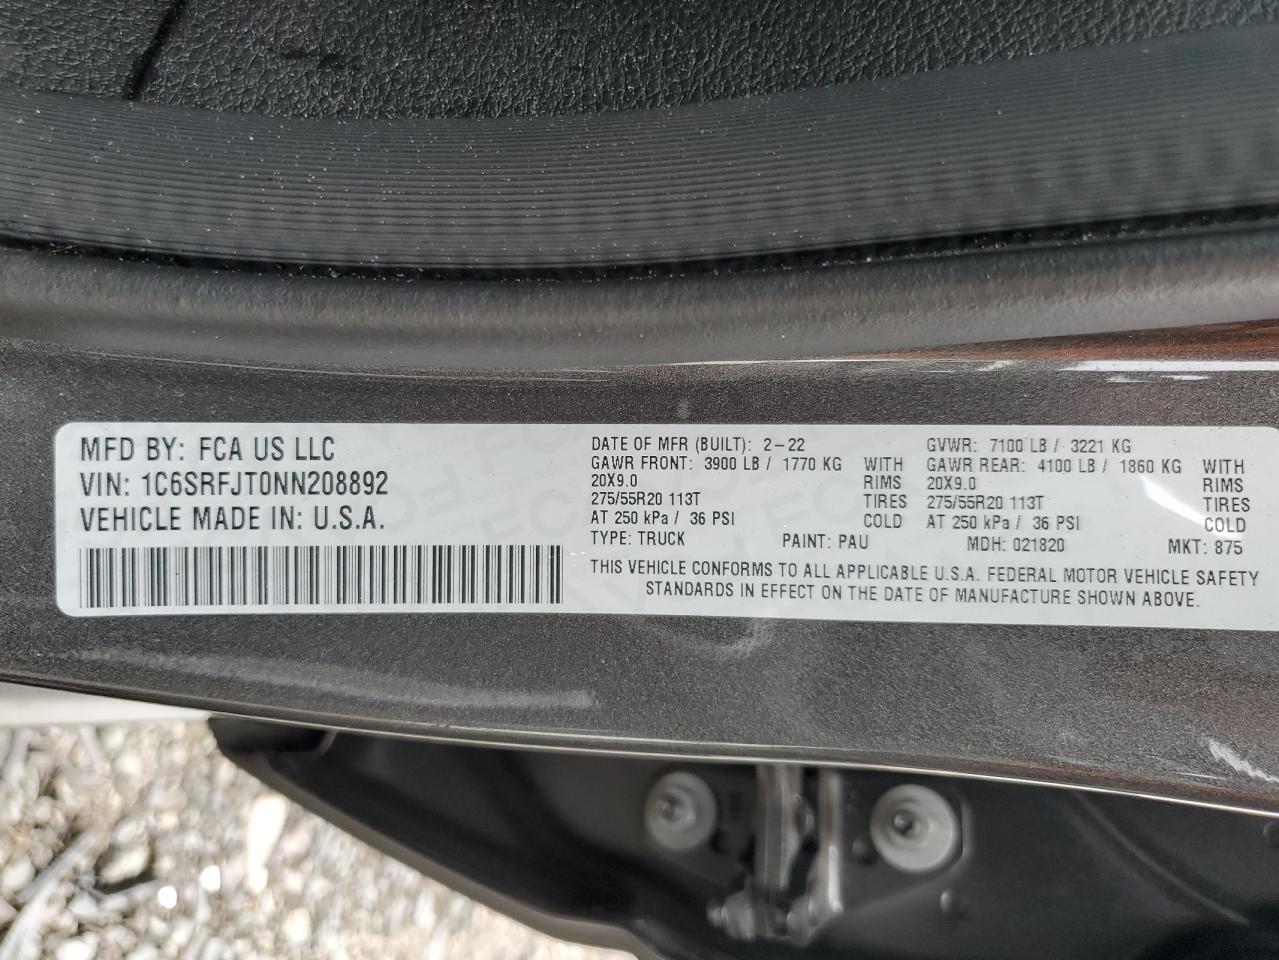 MFD BY: FCA US LLC
VIN: 1C6SRFJT0NN208892
VEHICLE MADE IN: U.S.A.
DATE OF MFR (BUILT): 2-22 GVWR: 7100 LB / 3221 KG
GAWR FRONT: 3900 LB / 1770 KG WITH GAWR REAR: 4100 LB / 1860 KG WITH
20X9.0 RIMS 20X9.0 RIMS
275/55R20 113T TIRES 275/55R20 113T TIRES
AT 250 kPa / 36 PSI COLD AT 250 kPa / 36 PSI COLD
TYPE: TRUCK PAINT: PAU MDH: 021820 MKT: 875
THIS VEHICLE CONFORMS TO ALL APPLICABLE U.S.A. FEDERAL MOTOR VEHICLE SAFETY
STANDARDS IN EFFECT ON THE DATE OF MANUFACTURE SHOWN ABOVE.